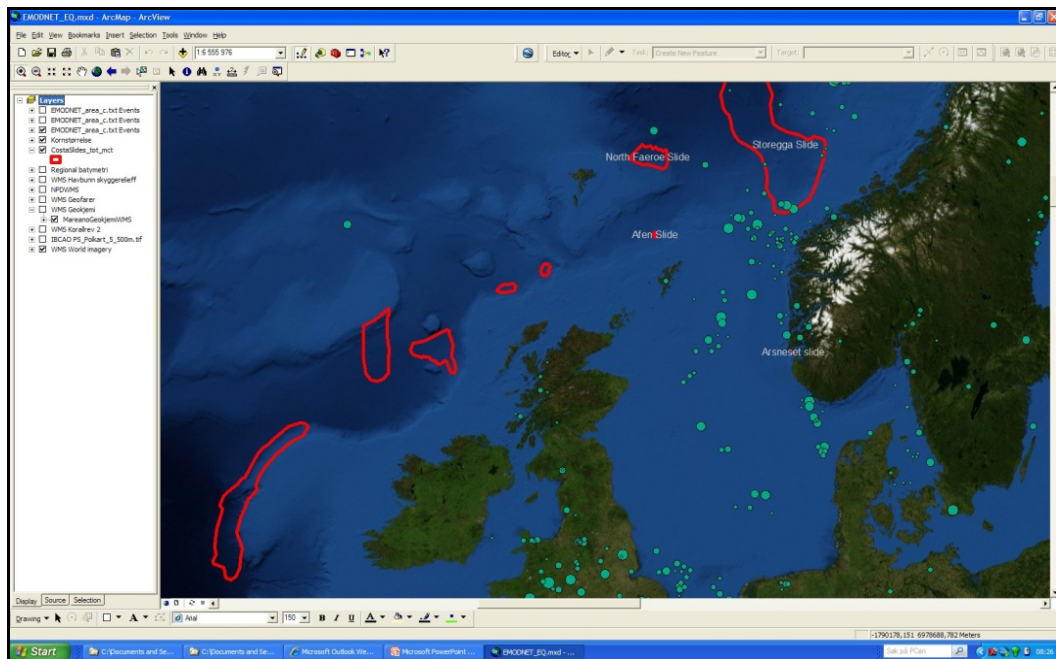 EMODNET_EQ.mxd - ArcMap - ArcView
File Edit View Bookmarks Insert Selection Tools Window Help
1:6 555 976
Editor
Task:
Create New Feature
Target:
Layers
EMODNET_area_c.txt Events
EMODNET_area_c.txt Events
EMODNET_area_c.txt Events
Kornstørrelse
CostaSlides_tot_mct
Regional batymetri
WMS Havbunn skyggerelieff
NPDWMS
WMS Geofarer
WMS Geokjemi
MareanoGeokjemiWMS
WMS Korallrev 2
IBCAO PS_Polkart_5_500m.tif
WMS World imagery
Storegga Slide
North Faeroe Slide
Afen Slide
Arsneset slide
Display Source Selection
Drawing
Arial
150
B I U A
-1790178,151 6978688,782 Meters
Start
C:\Documents and Se...
C:\Documents and Se...
Microsoft Outlook We...
Microsoft PowerPoint ...
EMODNET_EQ.mxd - ...
Søk på PCen
08:26